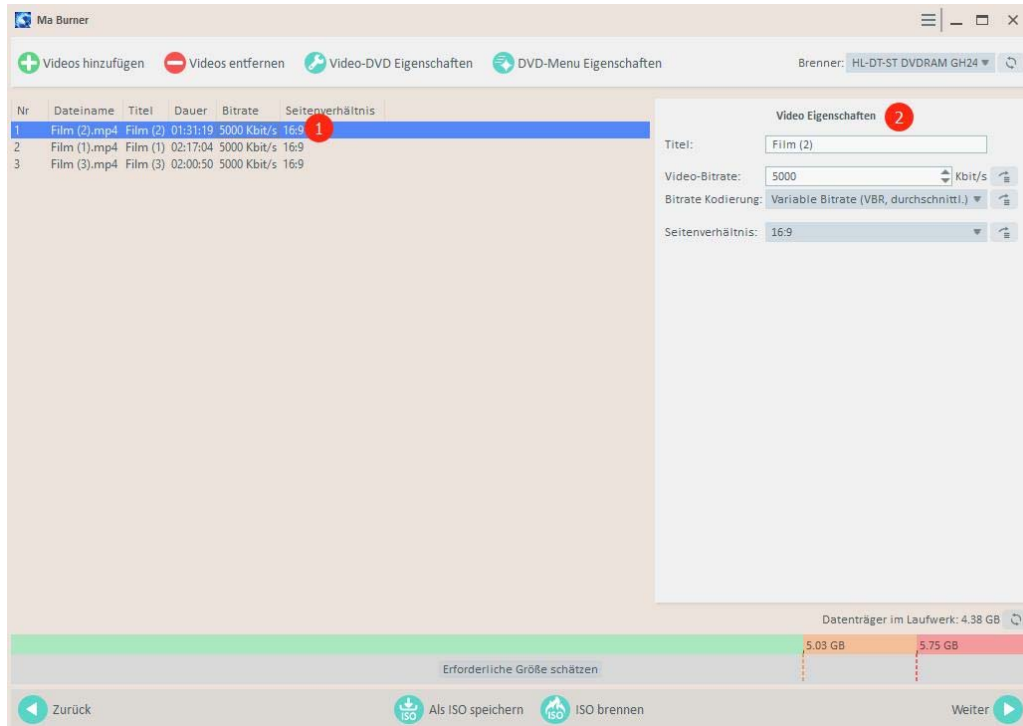 Ma Burner
Videos hinzufügen Videos entfernen Video-DVD Eigenschaften DVD-Menu Eigenschaften Brenner: HL-DT-ST DVDRAM GH24
Nr Dateiname Titel Dauer Bitrate Seitenverhältnis
1 Film (2).mp4 Film (2) 01:31:19 5000 Kbit/s 16:9 1
2 Film (1).mp4 Film (1) 02:17:04 5000 Kbit/s 16:9
3 Film (3).mp4 Film (3) 02:00:50 5000 Kbit/s 16:9
Video Eigenschaften 2
Titel: Film (2)
Video-Bitrate: 5000 Kbit/s
Bitrate Kodierung: Variable Bitrate (VBR, durchschnittl.)
Seitenverhältnis: 16:9
Datenträger im Laufwerk: 4.38 GB
5.03 GB 5.75 GB
Erforderliche Größe schätzen
Zurück ISO Als ISO speichern ISO ISO brennen Weiter